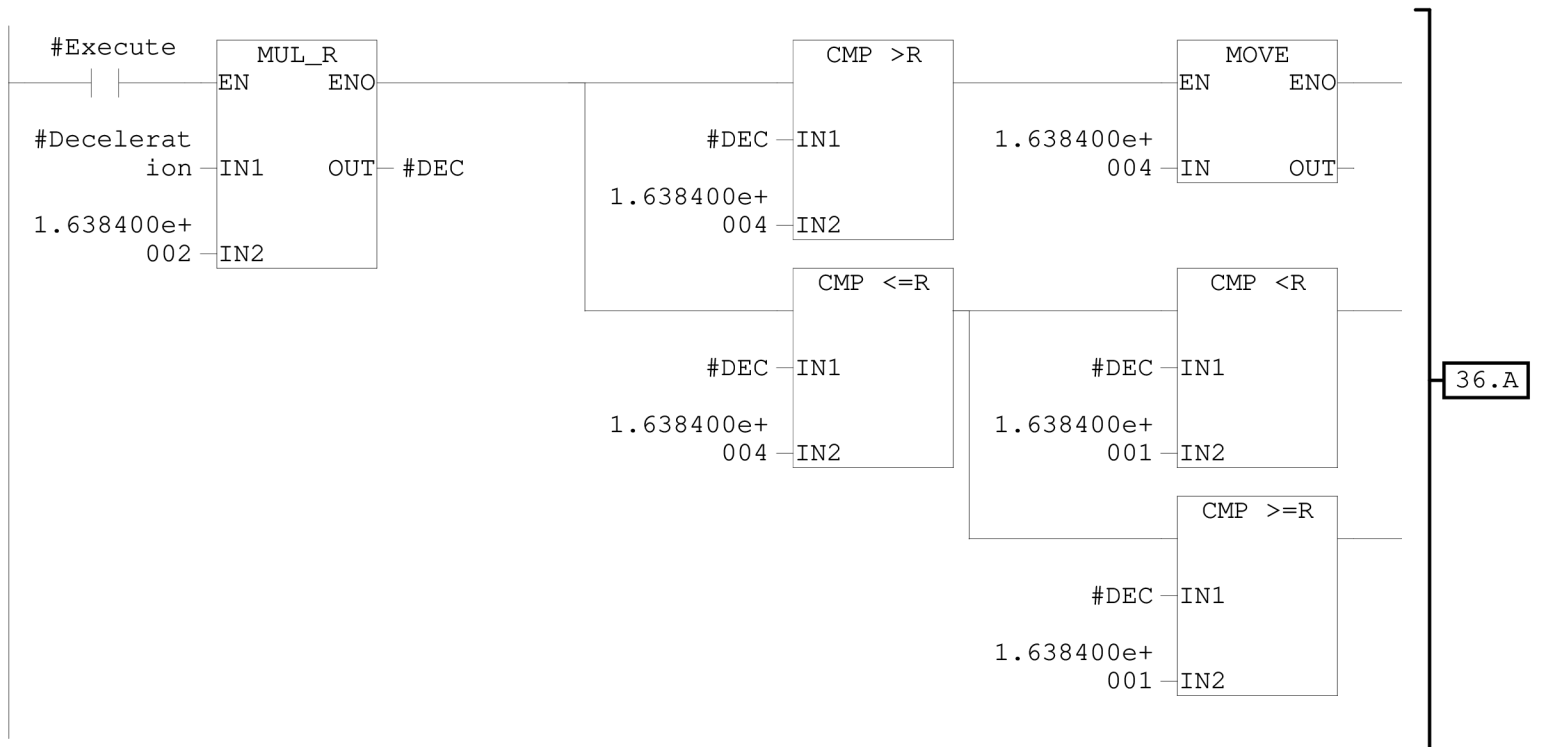 #Execute
MUL_R
CMP >R
MOVE
EN ENO
EN ENO
#Decelerat
ion
IN1 OUT #DEC
1.638400e+
002
IN2
#DEC IN1
1.638400e+
004 IN2
1.638400e+
004 IN OUT
CMP <=R
CMP <R
#DEC IN1
1.638400e+
004 IN2
#DEC IN1
1.638400e+
001 IN2
36.A
CMP >=R
#DEC IN1
1.638400e+
001 IN2